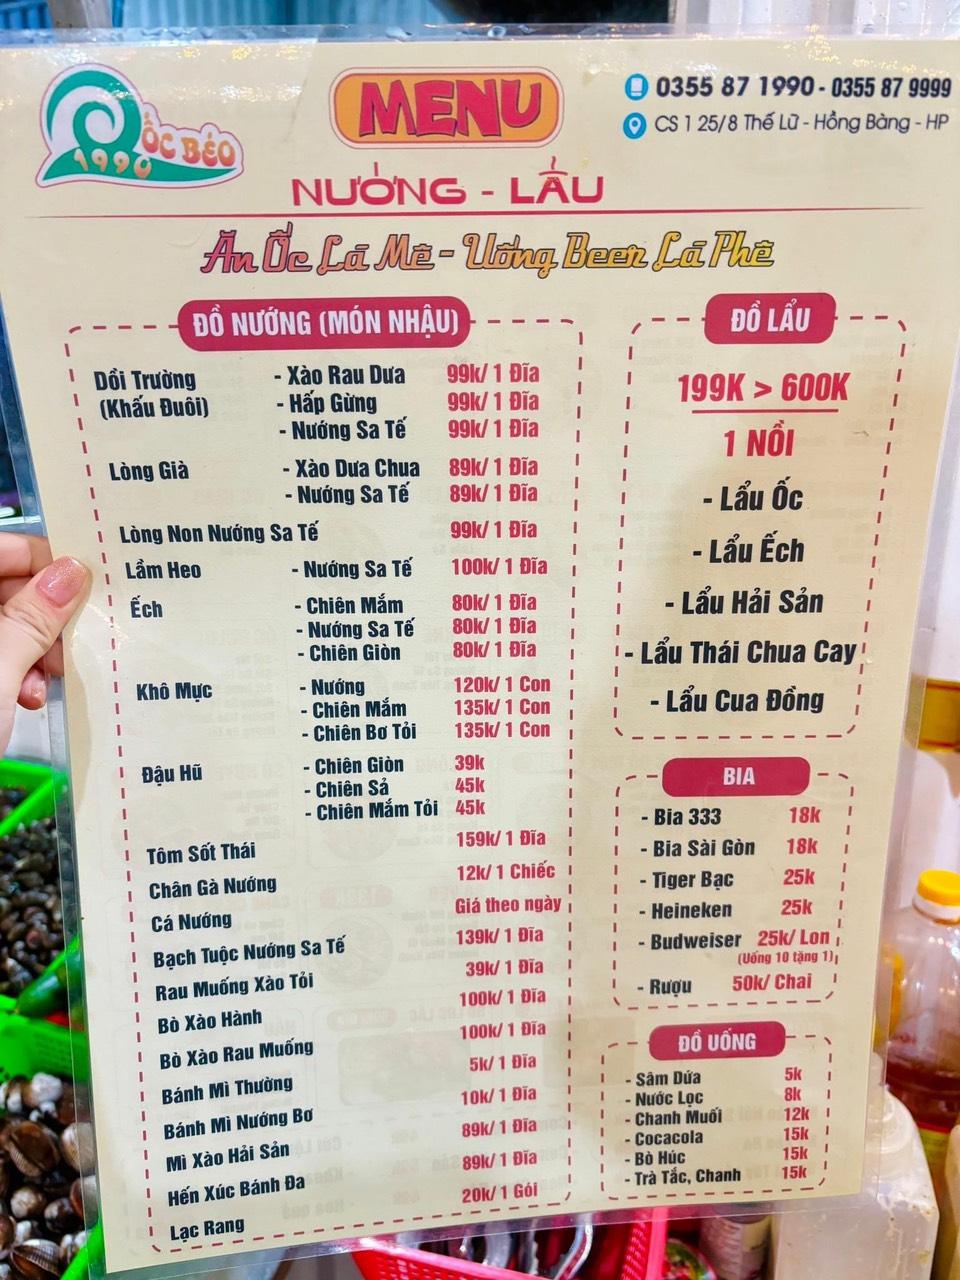 ỐC BÉO
1990
MENU
0355 87 1990 - 0355 87 9999
CS 1 25/8 Thế Lữ - Hồng Bàng - HP
NƯỚNG - LẨU
Ăn Ốc Là Mê - Uống Beer Là Phê
ĐỒ NƯỚNG (MÓN NHẬU)
Dồi Trường - Xào Rau Dưa 99k/ 1 Đĩa
(Khấu Đuôi) - Hấp Gừng 99k/ 1 Đĩa
- Nướng Sa Tế 99k/ 1 Đĩa
Lòng Già - Xào Dưa Chua 89k/ 1 Đĩa
- Nướng Sa Tế 89k/ 1 Đĩa
Lòng Non Nướng Sa Tế 99k/ 1 Đĩa
Lầm Heo - Nướng Sa Tế 100k/ 1 Đĩa
Ếch - Chiên Mắm 80k/ 1 Đĩa
- Nướng Sa Tế 80k/ 1 Đĩa
- Chiên Giòn 80k/ 1 Đĩa
Khô Mực - Nướng 120k/ 1 Con
- Chiên Mắm 135k/ 1 Con
- Chiên Bơ Tỏi 135k/ 1 Con
Đậu Hũ - Chiên Giòn 39k
- Chiên Sả 45k
- Chiên Mắm Tỏi 45k
Tôm Sốt Thái 159k/ 1 Đĩa
Chân Gà Nướng 12k/ 1 Chiếc
Cá Nướng Giá theo ngày
Bạch Tuộc Nướng Sa Tế 139k/ 1 Đĩa
Rau Muống Xào Tỏi 39k/ 1 Đĩa
Bò Xào Hành 100k/ 1 Đĩa
Bò Xào Rau Muống 100k/ 1 Đĩa
Bánh Mì Thường 5k/ 1 Đĩa
Bánh Mì Nướng Bơ 10k/ 1 Đĩa
Mì Xào Hải Sản 89k/ 1 Đĩa
Hến Xúc Bánh Đa 89k/ 1 Đĩa
Lạc Rang 20k/ 1 Gói
ĐỒ LẨU
199K > 600K
1 NỒI
- Lẩu Ốc
- Lẩu Ếch
- Lẩu Hải Sản
- Lẩu Thái Chua Cay
- Lẩu Cua Đồng
BIA
- Bia 333 18k
- Bia Sài Gòn 18k
- Tiger Bạc 25k
- Heineken 25k
- Budweiser 25k/ Lon
(Uống 10 tặng 1)
- Rượu 50k/ Chai
ĐỒ UỐNG
- Sâm Dứa 5k
- Nước Lọc 8k
- Chanh Muối 12k
- Cocacola 15k
- Bò Húc 15k
- Trà Tắc, Chanh 15k